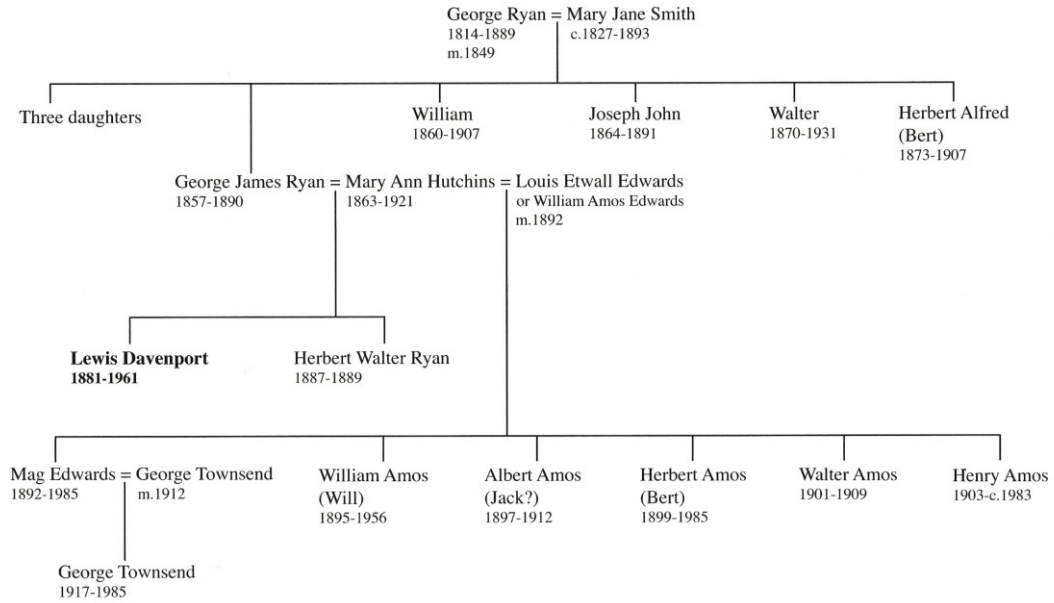 George Ryan = Mary Jane Smith
1814-1889 c.1827-1893
m.1849
Three daughters William Joseph John Walter Herbert Alfred
1860-1907 1864-1891 1870-1931 (Bert)
1873-1907
George James Ryan = Mary Ann Hutchins = Louis Etwall Edwards
1857-1890 1863-1921 or William Amos Edwards
m.1892
Lewis Davenport Herbert Walter Ryan
1881-1961 1887-1889
Mag Edwards = George Townsend William Amos Albert Amos Herbert Amos Walter Amos Henry Amos
1892-1985 m.1912 (Will) (Jack?) (Bert) 1901-1909 1903-c.1983
1895-1956 1897-1912 1899-1985
George Townsend
1917-1985